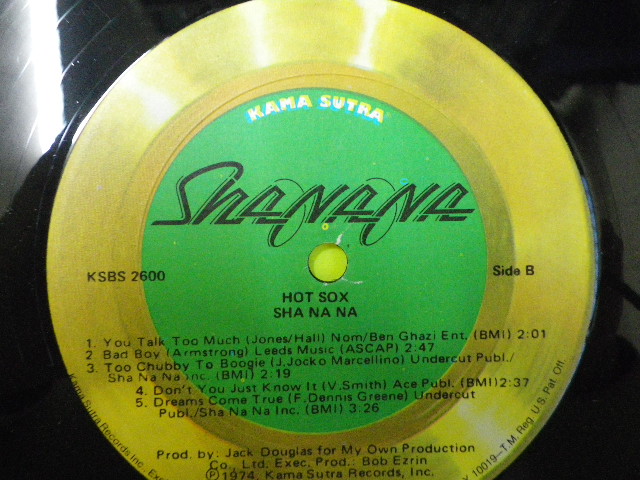 KAMA SUTRA
ShaNaNa
KSBS 2600
Side B
HOT SOX
SHA NA NA
1. You Talk Too Much (Jones/Hall) Nom/Ben Ghazi Ent. (BMI) 2:01
2 Bad Boy (Armstrong) Leeds Music (ASCAP) 2:47
3. Too Chubby To Boogie (J.Jocko Marcellino) Undercut Publ./
Sha Na Na Inc. (BMI) 2:19
4. Don't You Just Know It (V.Smith) Ace Publ. (BMI)2:37
5. Dreams Come True (F.Dennis Greene) Undercut
Publ./Sha Na Na Inc. (BMI) 3:26
Prod. by: Jack Douglas for My Own Production
Co., Ltd, Exec, Prod.: Bob Ezrin
Ⓟ1974, Kama Sutra Records, Inc.
Kama Sutra Records Inc.
10019-T.M. Reg U.S. Pat Off.